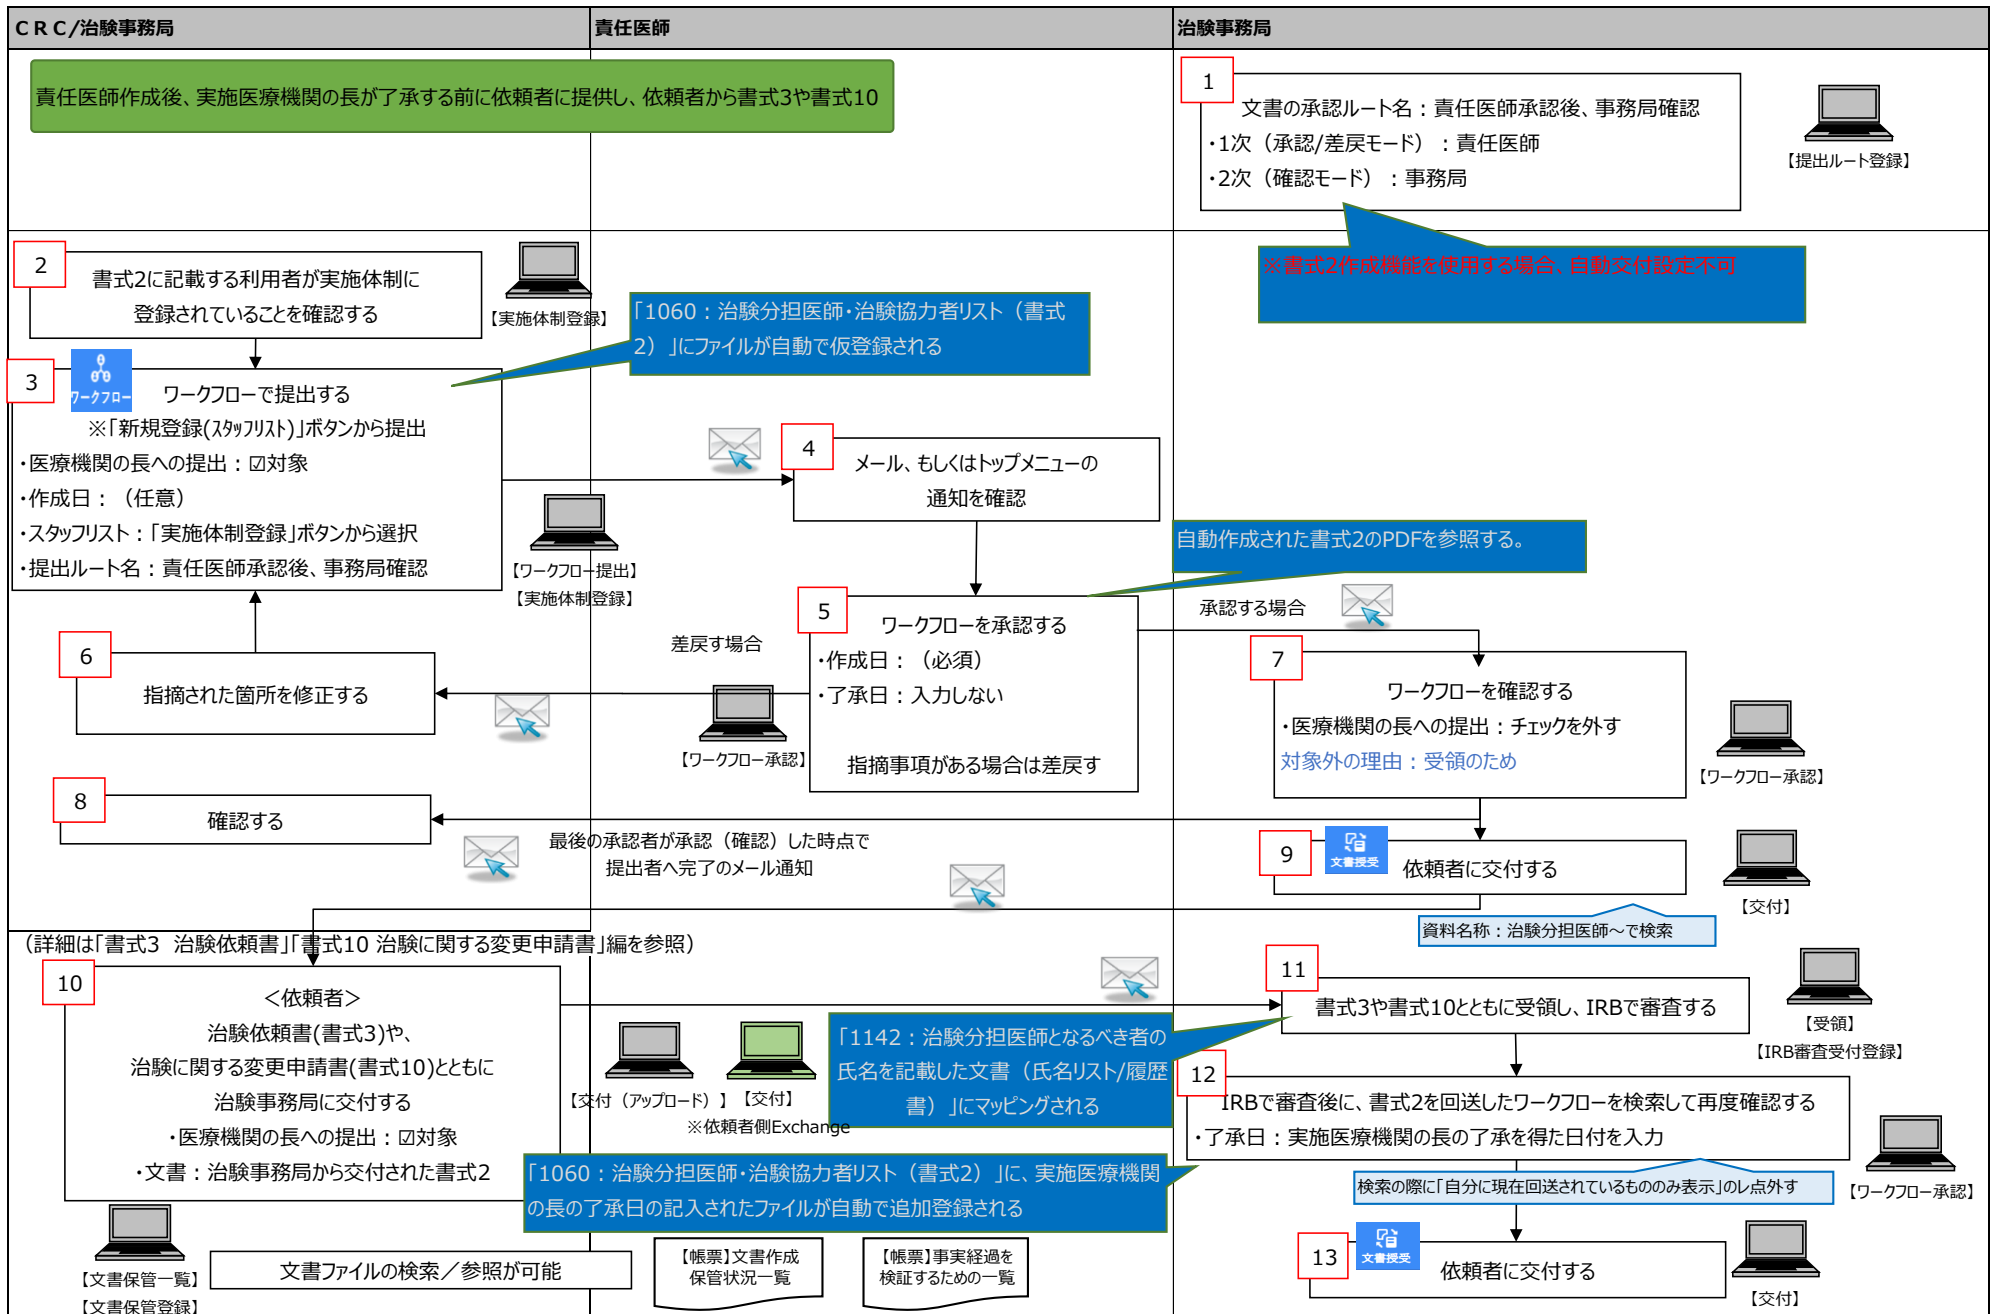 ＣＲＣ/治験事務局
責任医師
治験事務局
責任医師作成後、実施医療機関の長が了承する前に依頼者に提供し、依頼者から書式3や書式10
1
文書の承認ルート名：責任医師承認後、事務局確認
・1次（承認/差戻モード）：責任医師
・2次（確認モード）：事務局
【提出ルート登録】
※書式2作成機能を使用する場合、自動交付設定不可
2
書式2に記載する利用者が実施体制に
登録されていることを確認する
【実施体制登録】
「1060：治験分担医師・治験協力者リスト（書式
2）」にファイルが自動で仮登録される
3
ワークフロー
ワークフローで提出する
※「新規登録(スタッフリスト)」ボタンから提出
・医療機関の長への提出：☑対象
・作成日：（任意）
・スタッフリスト：「実施体制登録」ボタンから選択
・提出ルート名：責任医師承認後、事務局確認
【ワークフロー提出】
【実施体制登録】
4
メール、もしくはトップメニューの
通知を確認
自動作成された書式2のPDFを参照する。
5
ワークフローを承認する
・作成日：（必須）
・了承日：入力しない
指摘事項がある場合は差戻す
【ワークフロー承認】
差戻す場合
承認する場合
6
指摘された箇所を修正する
7
ワークフローを確認する
・医療機関の長への提出：チェックを外す
対象外の理由：受領のため
【ワークフロー承認】
8
確認する
最後の承認者が承認（確認）した時点で
提出者へ完了のメール通知
9
文書授受
依頼者に交付する
【交付】
資料名称：治験分担医師～で検索
（詳細は「書式3 治験依頼書」「書式10 治験に関する変更申請書」編を参照）
10
＜依頼者＞
治験依頼書(書式3)や、
治験に関する変更申請書(書式10)とともに
治験事務局に交付する
・医療機関の長への提出：☑対象
・文書：治験事務局から交付された書式2
【交付（アップロード）】
【交付】
※依頼者側Exchange
11
書式3や書式10とともに受領し、IRBで審査する
【受領】
【IRB審査受付登録】
「1142：治験分担医師となるべき者の
氏名を記載した文書（氏名リスト/履歴
書）」にマッピングされる
12
IRBで審査後に、書式2を回送したワークフローを検索して再度確認する
・了承日：実施医療機関の長の了承を得た日付を入力
【ワークフロー承認】
「1060：治験分担医師・治験協力者リスト（書式2）」に、実施医療機関
の長の了承日の記入されたファイルが自動で追加登録される
検索の際に「自分に現在回送されているもののみ表示」のレ点外す
13
文書授受
依頼者に交付する
【交付】
【文書保管一覧】
【文書保管登録】
文書ファイルの検索／参照が可能
【帳票】文書作成
保管状況一覧
【帳票】事実経過を
検証するための一覧